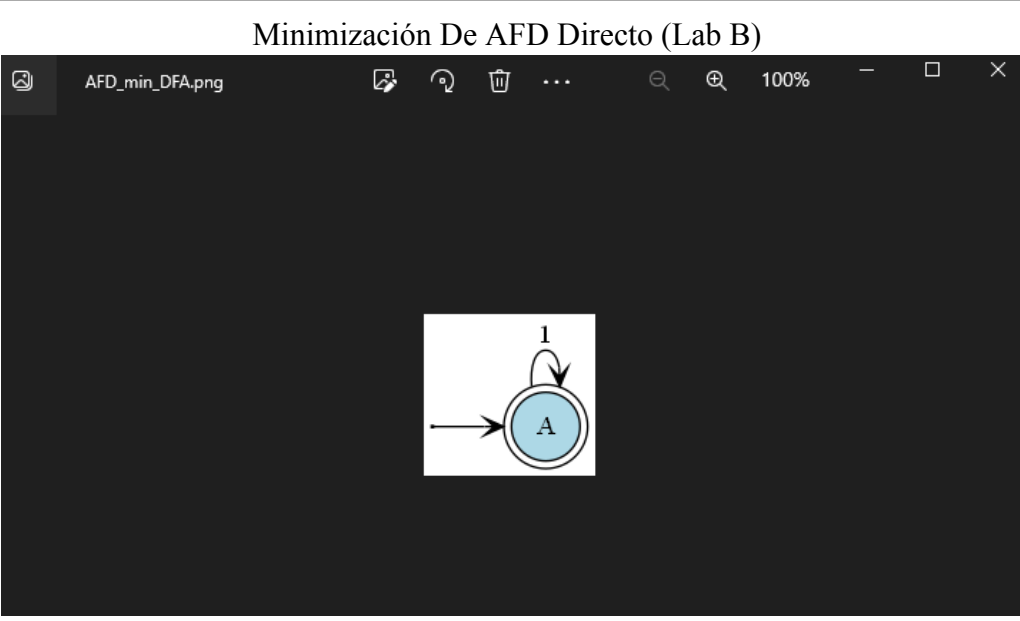 Minimización De AFD Directo (Lab B)
AFD_min_DFA.png
100%
1
A